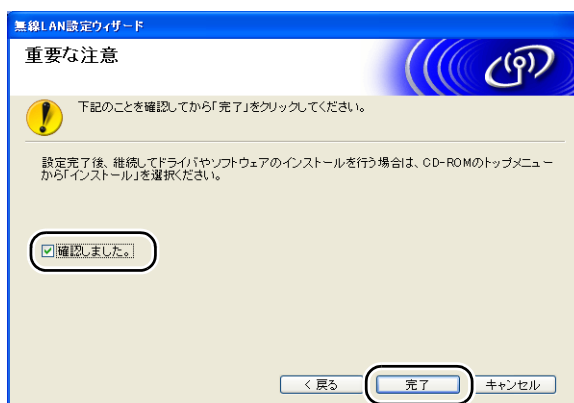 無線LAN設定ウィザード
重要な注意
下記のことを確認してから「完了」をクリックしてください。
設定完了後、継続してドライバやソフトウェアのインストールを行う場合は、CD-ROMのトップメニュー
から「インストール」を選択ください。
確認しました。
< 戻る
完了
キャンセル